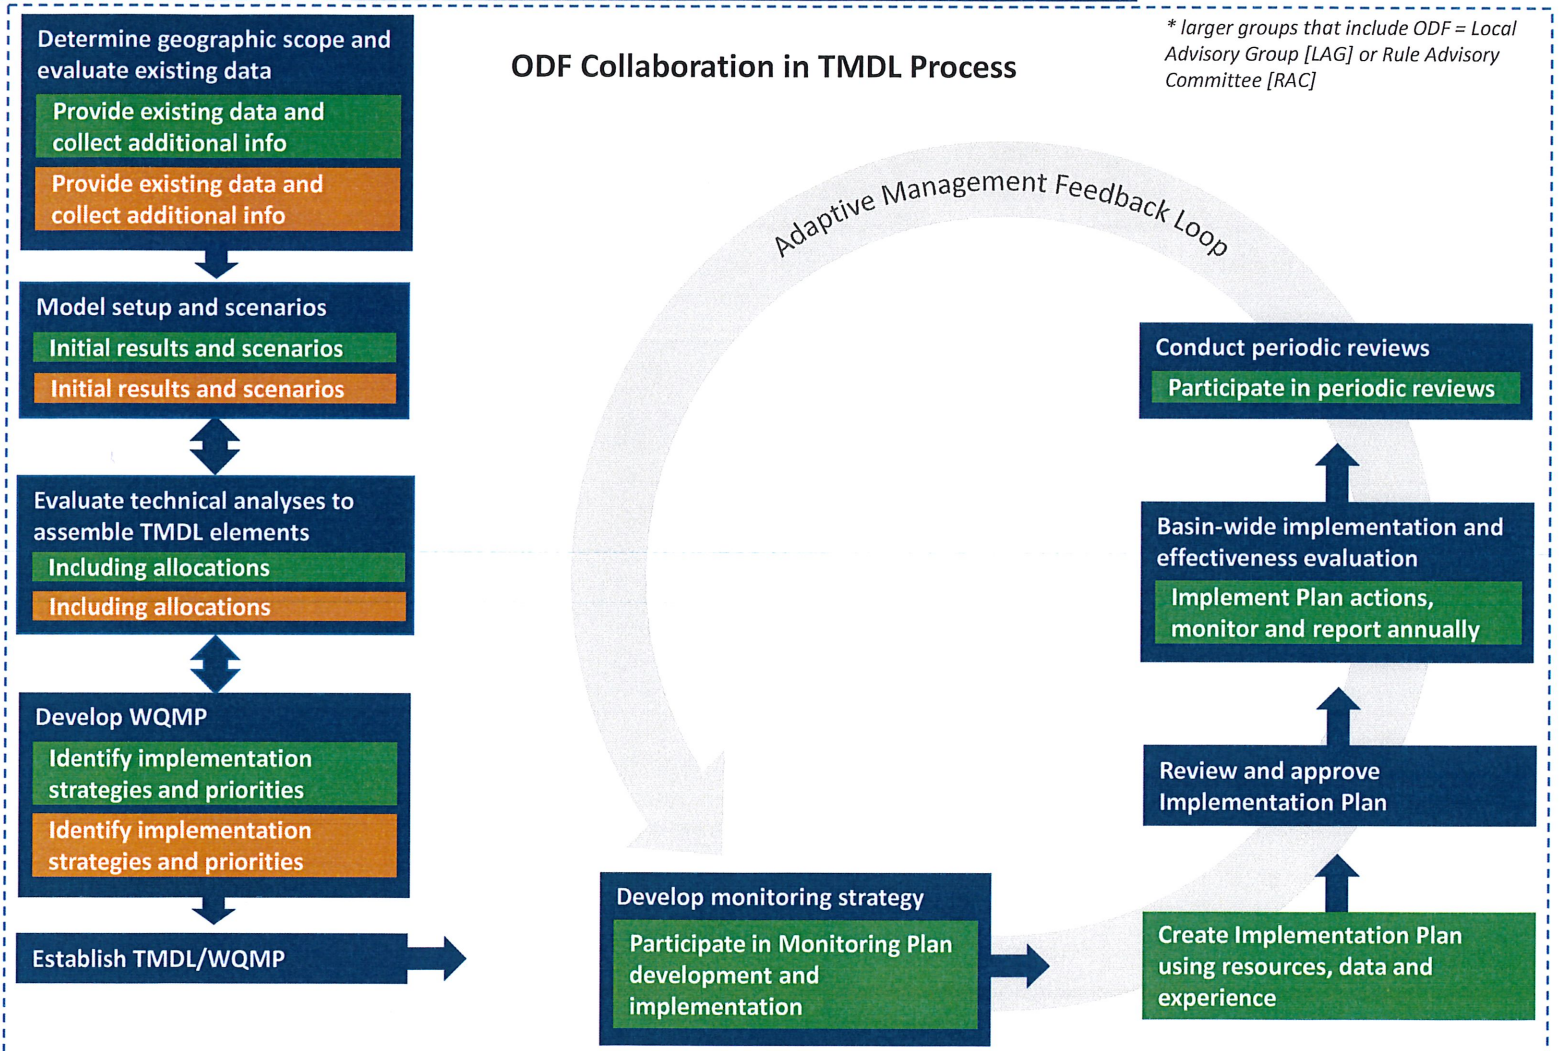 ODF Collaboration in TMDL Process
* larger groups that include ODF = Local
Advisory Group [LAG] or Rule Advisory
Committee [RAC]
Determine geographic scope and
evaluate existing data
Provide existing data and
collect additional info
Provide existing data and
collect additional info
Model setup and scenarios
Initial results and scenarios
Initial results and scenarios
Evaluate technical analyses to
assemble TMDL elements
Including allocations
Including allocations
Develop WQMP
Identify implementation
strategies and priorities
Identify implementation
strategies and priorities
Establish TMDL/WQMP
Adaptive Management Feedback Loop
Develop monitoring strategy
Participate in Monitoring Plan
development and
implementation
Create Implementation Plan
using resources, data and
experience
Review and approve
Implementation Plan
Basin-wide implementation and
effectiveness evaluation
Implement Plan actions,
monitor and report annually
Conduct periodic reviews
Participate in periodic reviews